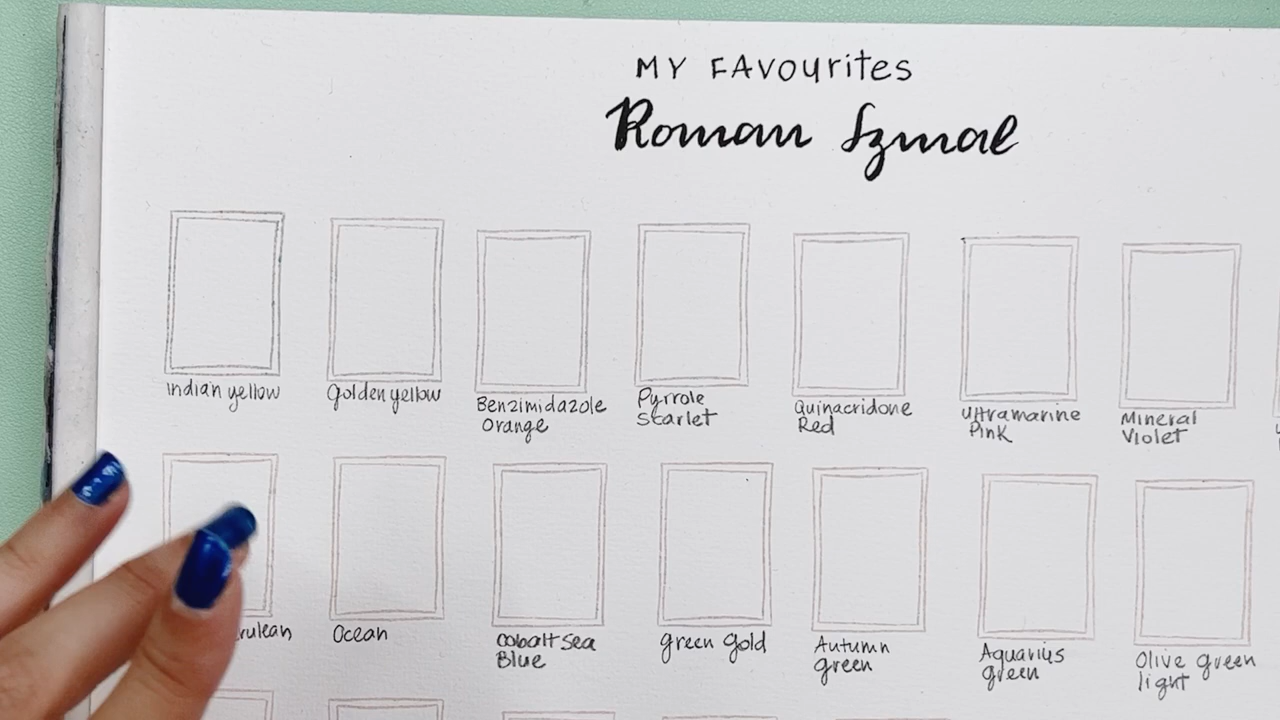 MY FAVOURITES
Roman Szmal
Indian yellow
Golden yellow
Benzimidazole
Orange
Pyrrole
Scarlet
Quinacridone
Red
Ultramarine
Pink
Mineral
Violet
Ocean
Cobalt Sea
Blue
Green Gold
Autumn
green
Aquarius
green
Olive green
light